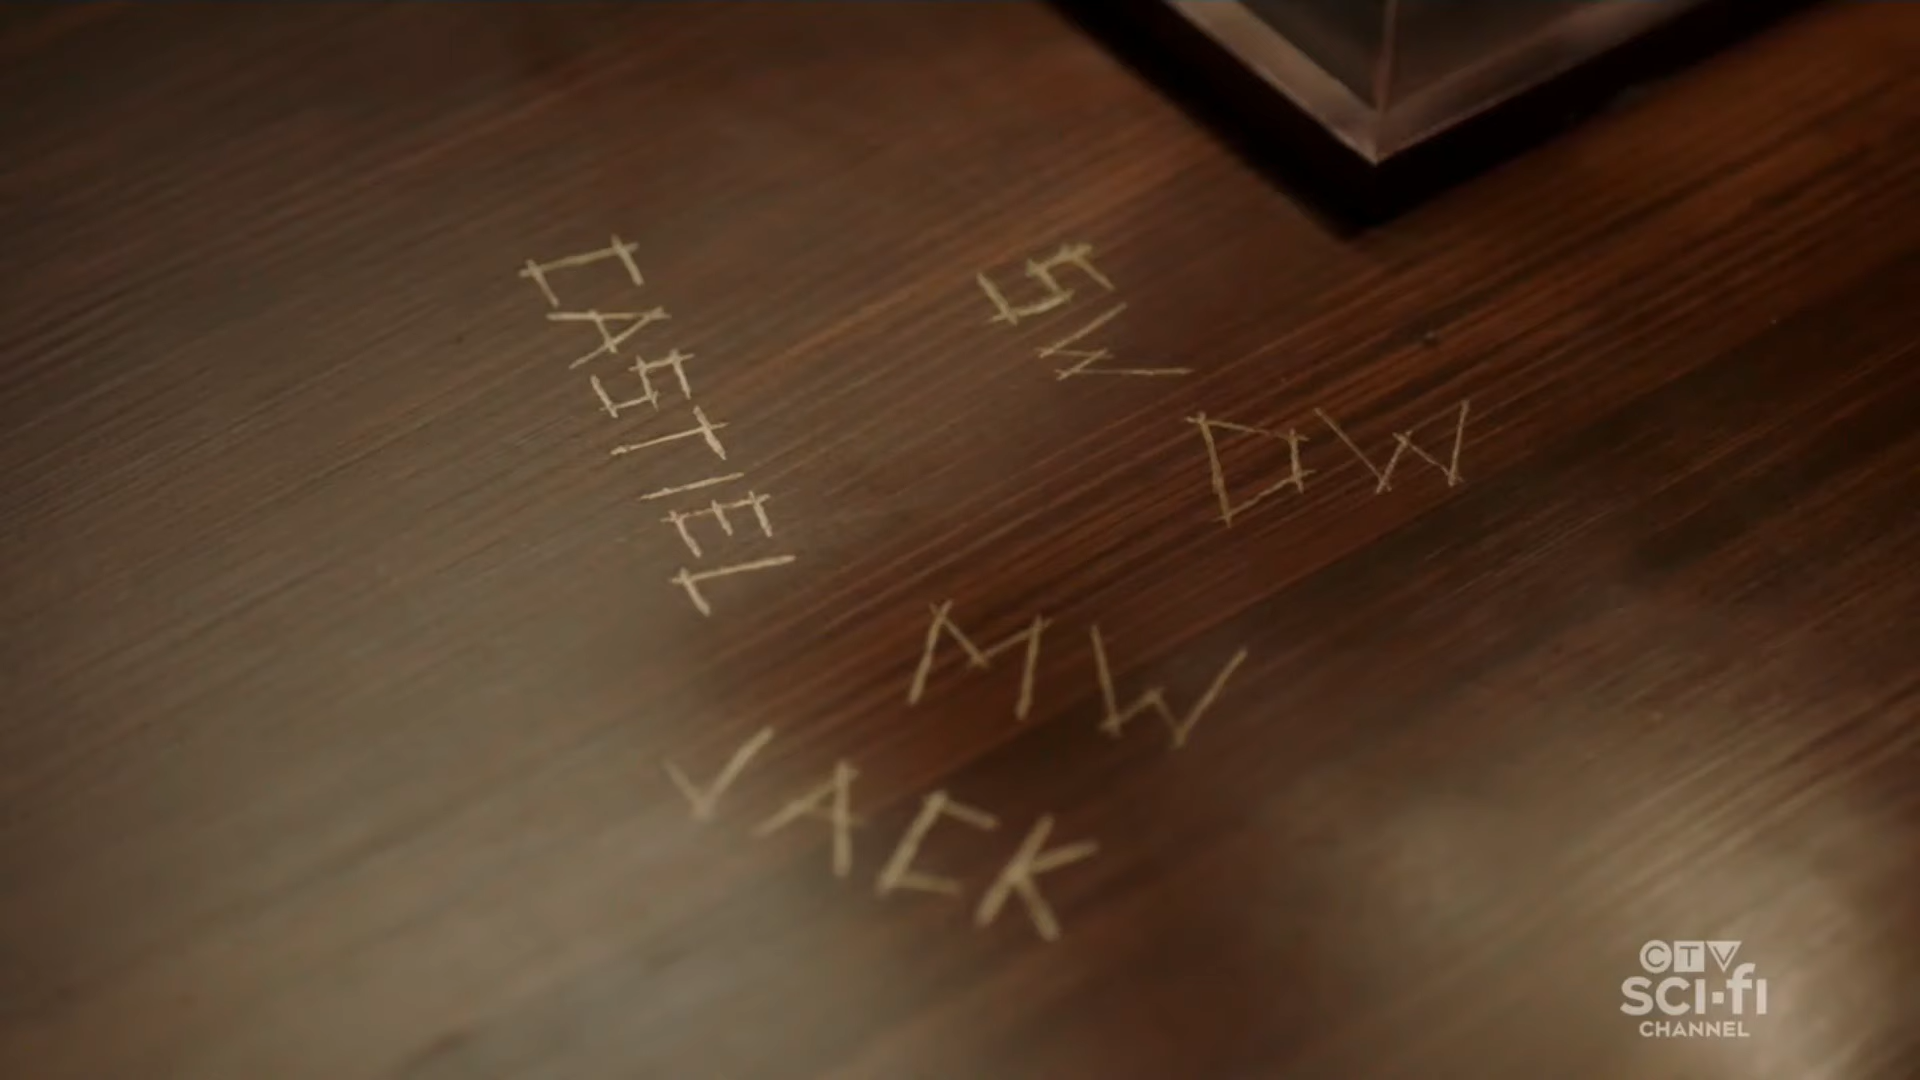 CASTIEL
SW
DW
MW
JACK
CTV
SCI-FI
CHANNEL